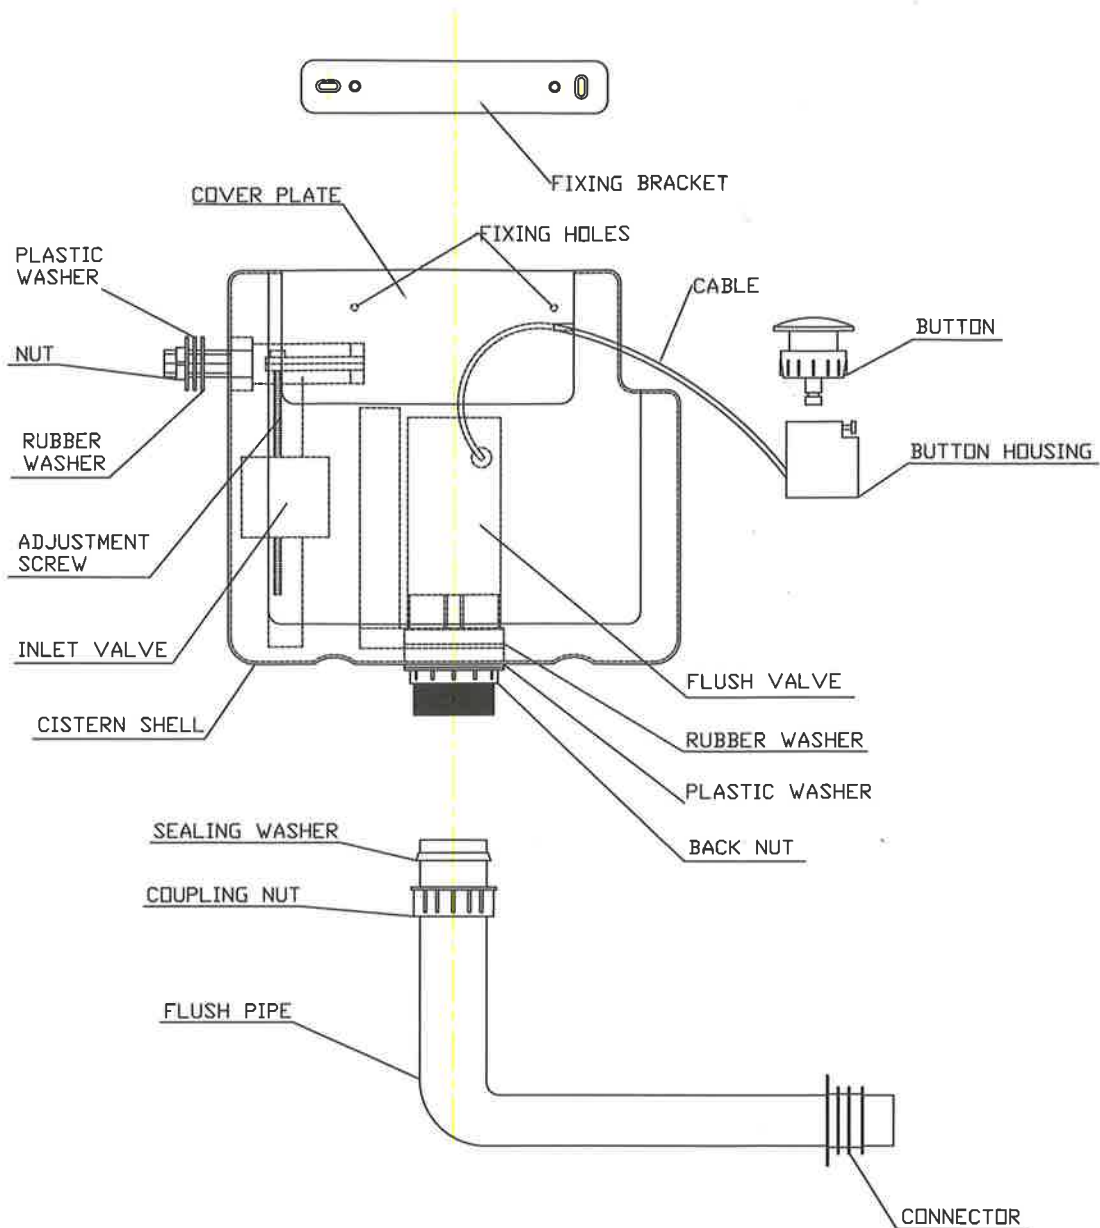 FIXING BRACKET
COVER PLATE
FIXING HOLES
PLASTIC
WASHER
CABLE
BUTTON
NUT
RUBBER
WASHER
BUTTON HOUSING
ADJUSTMENT
SCREW
INLET VALVE
FLUSH VALVE
CISTERN SHELL
RUBBER WASHER
PLASTIC WASHER
SEALING WASHER
BACK NUT
COUPLING NUT
FLUSH PIPE
CONNECTOR